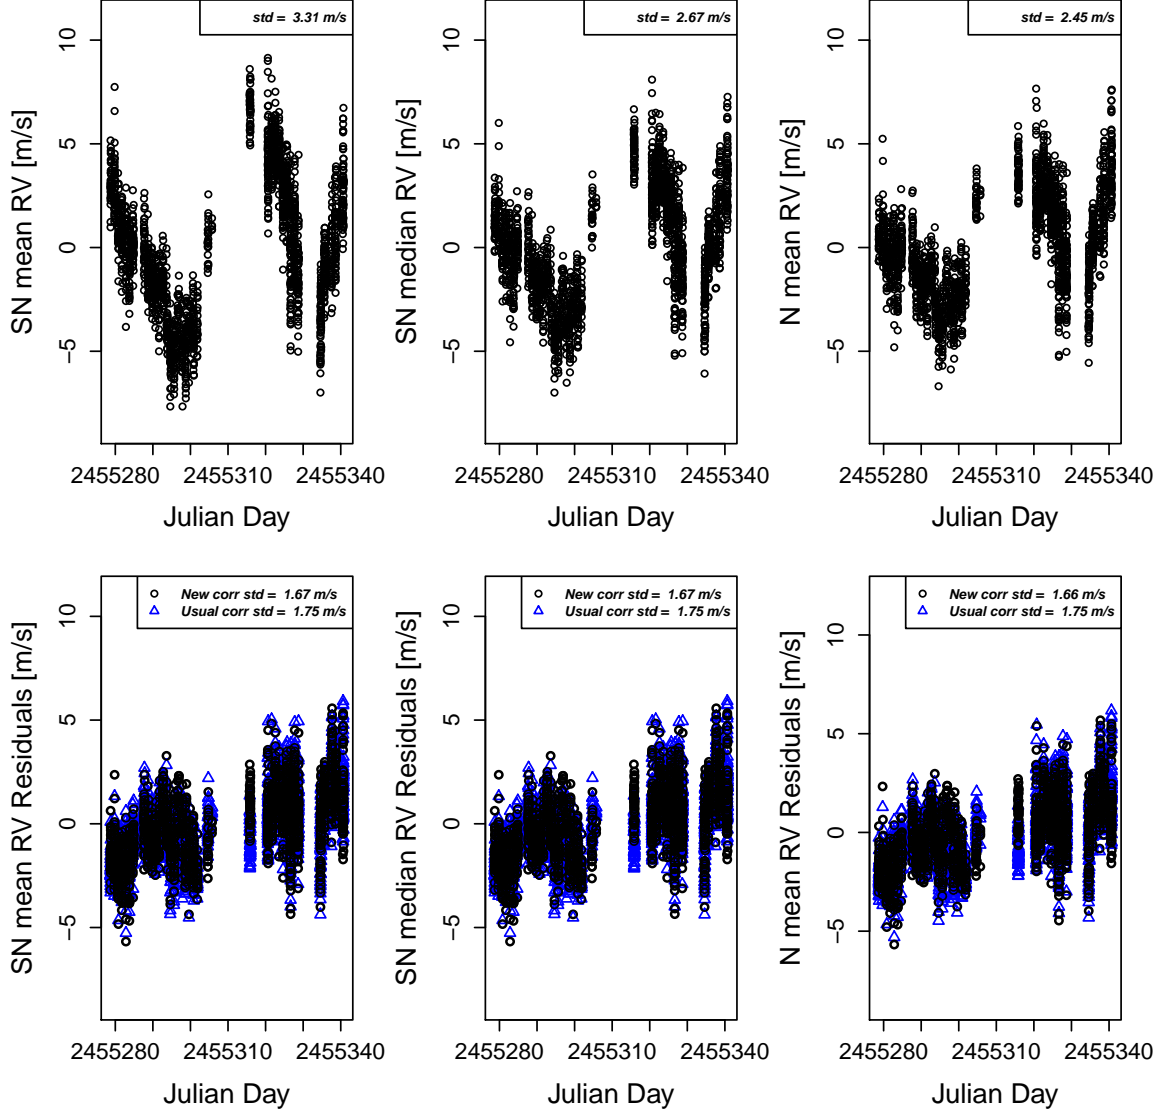 std = 3.31 m/s
SN mean RV [m/s]
10
5
0
−5
2455280 2455310 2455340
Julian Day
std = 2.67 m/s
SN median RV [m/s]
10
5
0
−5
2455280 2455310 2455340
Julian Day
std = 2.45 m/s
N mean RV [m/s]
10
5
0
−5
2455280 2455310 2455340
Julian Day
New corr std = 1.67 m/s
Usual corr std = 1.75 m/s
SN mean RV Residuals [m/s]
10
5
0
−5
2455280 2455310 2455340
Julian Day
New corr std = 1.67 m/s
Usual corr std = 1.75 m/s
SN median RV Residuals [m/s]
10
5
0
−5
2455280 2455310 2455340
Julian Day
New corr std = 1.66 m/s
Usual corr std = 1.75 m/s
N mean RV Residuals [m/s]
10
5
0
−5
2455280 2455310 2455340
Julian Day